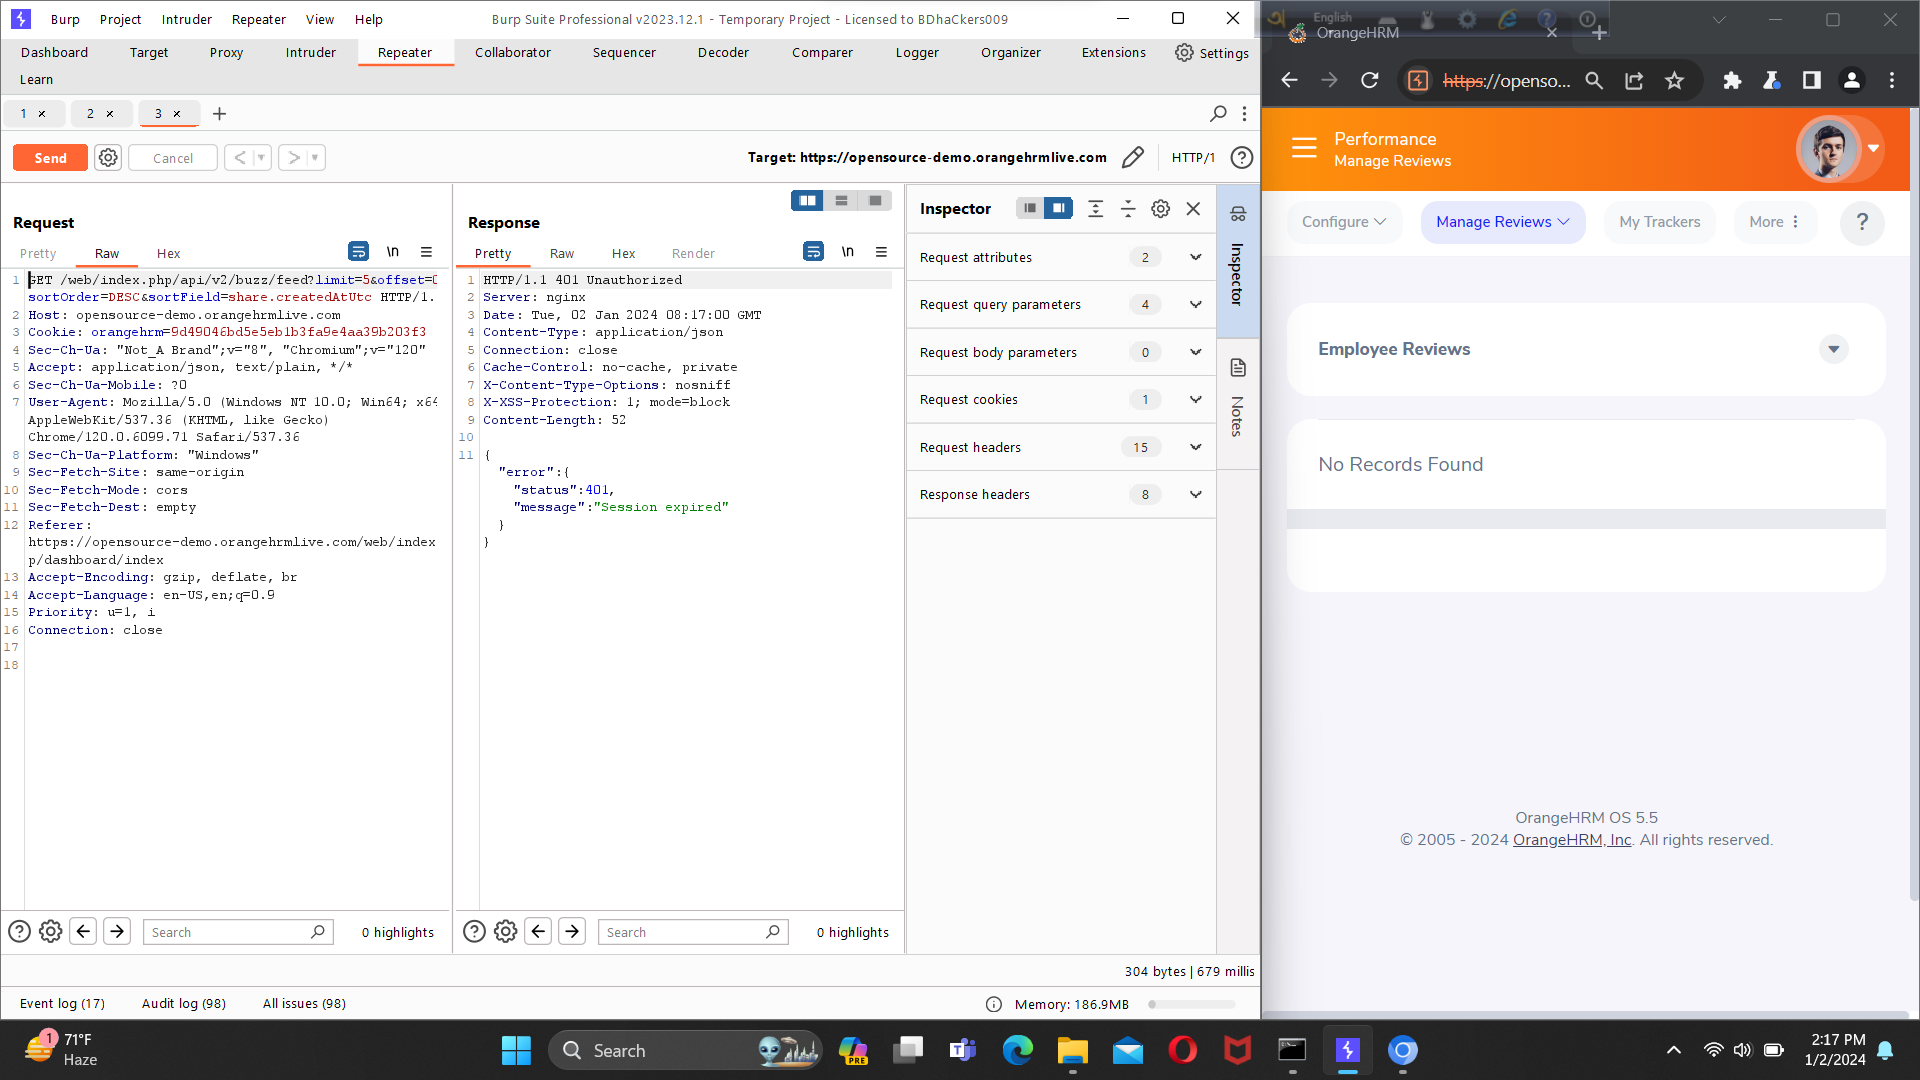 Burp Project Intruder Repeater View Help
Burp Suite Professional v2023.12.1 - Temporary Project - Licensed to BDhaCkers009
Dashboard Target Proxy Intruder Repeater Collaborator Sequencer Decoder Comparer Logger Organizer Extensions Settings
Learn
1 × 2 × 3 × +
Send Cancel < >
Target: https://opensource-demo.orangehrmlive.com HTTP/1 ?
Request
Pretty Raw Hex \n
1 GET /web/index.php/api/v2/buzz/feed?limit=5&offset=0
sortOrder=DESC&sortField=share.createdAtUtc HTTP/1.
2 Host: opensource-demo.orangehrmlive.com
3 Cookie: orangehrm=9d49046bd5e5eb1b3fa9e4aa39b203f3
4 Sec-Ch-Ua: "Not_A Brand";v="8", "Chromium";v="120"
5 Accept: application/json, text/plain, */*
6 Sec-Ch-Ua-Mobile: ?0
7 User-Agent: Mozilla/5.0 (Windows NT 10.0; Win64; x64
AppleWebKit/537.36 (KHTML, like Gecko)
Chrome/120.0.6099.71 Safari/537.36
8 Sec-Ch-Ua-Platform: "Windows"
9 Sec-Fetch-Site: same-origin
10 Sec-Fetch-Mode: cors
11 Sec-Fetch-Dest: empty
12 Referer:
https://opensource-demo.orangehrmlive.com/web/index
p/dashboard/index
13 Accept-Encoding: gzip, deflate, br
14 Accept-Language: en-US,en;q=0.9
15 Priority: u=1, i
16 Connection: close
17
18
? Search 0 highlights
Response
Pretty Raw Hex Render \n
1 HTTP/1.1 401 Unauthorized
2 Server: nginx
3 Date: Tue, 02 Jan 2024 08:17:00 GMT
4 Content-Type: application/json
5 Connection: close
6 Cache-Control: no-cache, private
7 X-Content-Type-Options: nosniff
8 X-XSS-Protection: 1; mode=block
9 Content-Length: 52
10
11 {
"error":{
"status":401,
"message":"Session expired"
}
}
? Search 0 highlights
Inspector
Request attributes 2
Request query parameters 4
Request body parameters 0
Request cookies 1
Request headers 15
Response headers 8
Inspector
Notes
304 bytes | 679 millis
Event log (17) Audit log (98) All issues (98) Memory: 186.9MB
English
OrangeHRM × +
https://openso...
Performance
Manage Reviews
Configure Manage Reviews My Trackers More ?
Employee Reviews
No Records Found
OrangeHRM OS 5.5
© 2005 - 2024 OrangeHRM, Inc. All rights reserved.
1 71°F
Haze
Search
PRE
2:17 PM
1/2/2024